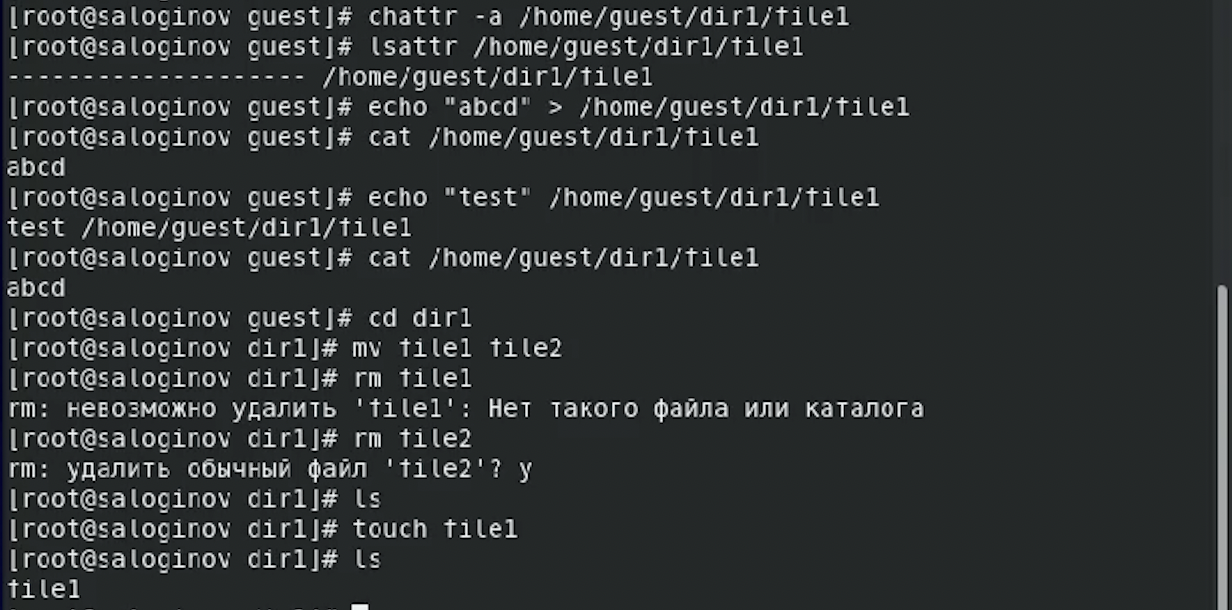 [root@saloginov guest]# chattr -a /home/guest/dir1/file1
[root@saloginov guest]# lsattr /home/guest/dir1/file1
-------------------- /home/guest/dir1/file1
[root@saloginov guest]# echo "abcd" > /home/guest/dir1/file1
[root@saloginov guest]# cat /home/guest/dir1/file1
abcd
[root@saloginov guest]# echo "test" /home/guest/dir1/file1
test /home/guest/dir1/file1
[root@saloginov guest]# cat /home/guest/dir1/file1
abcd
[root@saloginov guest]# cd dir1
[root@saloginov dir1]# mv file1 file2
[root@saloginov dir1]# rm file1
rm: невозможно удалить 'file1': Нет такого файла или каталога
[root@saloginov dir1]# rm file2
rm: удалить обычный файл 'file2'? y
[root@saloginov dir1]# ls
[root@saloginov dir1]# touch file1
[root@saloginov dir1]# ls
file1